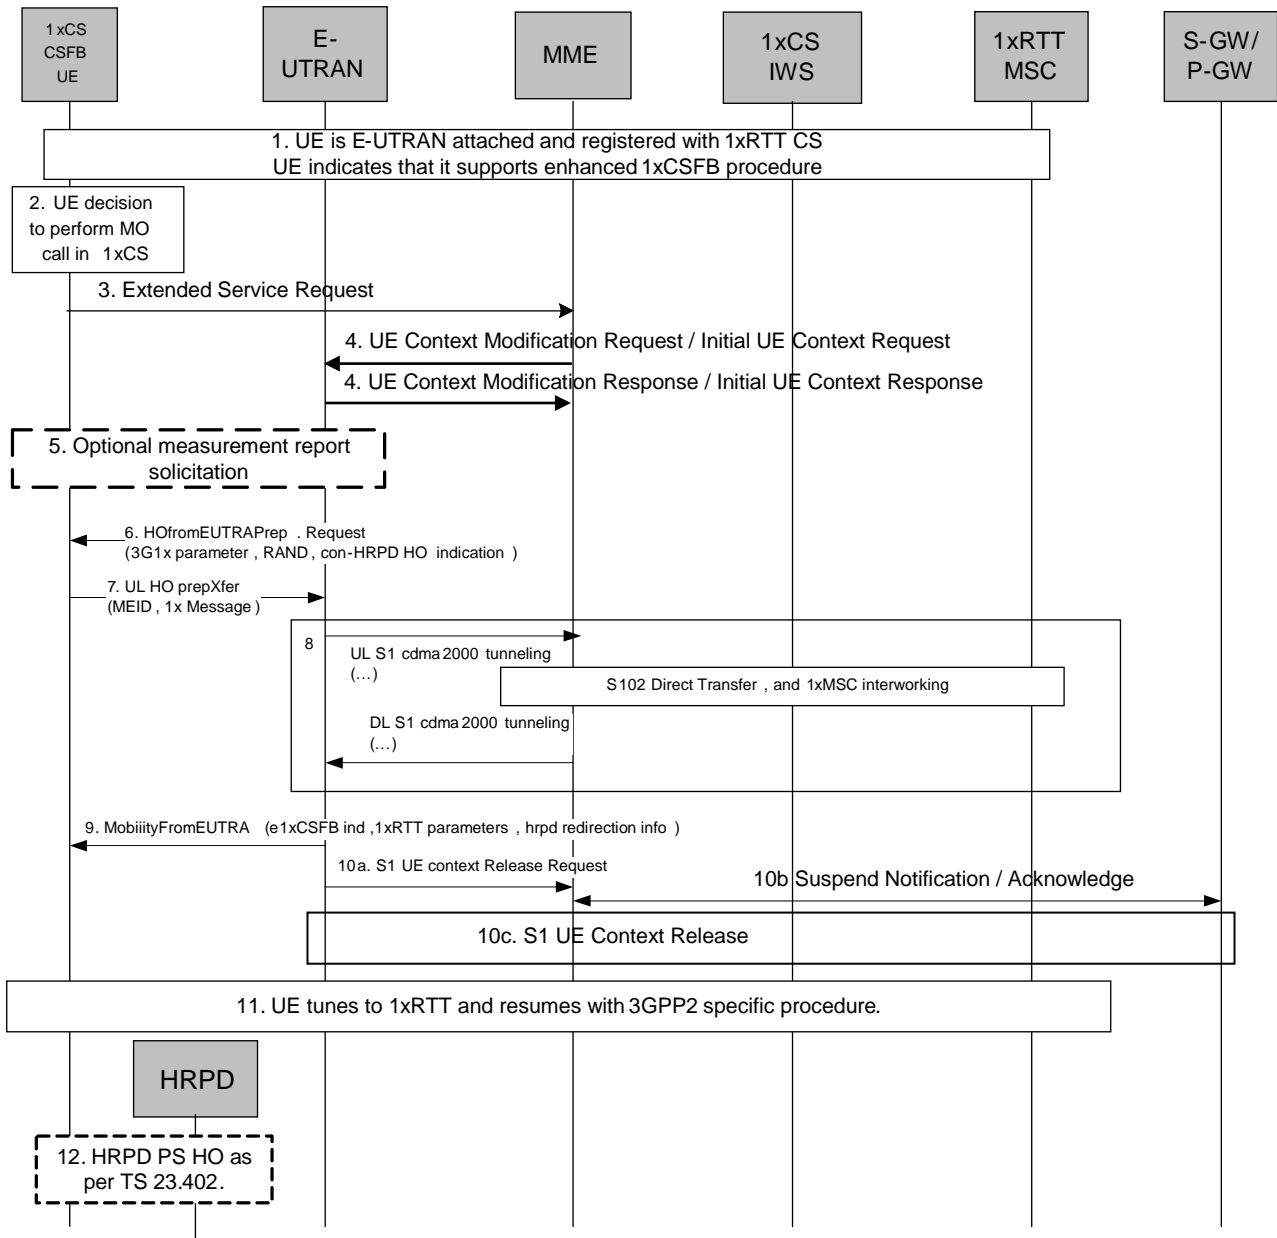 1xCS
CSFB
UE
E-
UTRAN
MME
1xCS
IWS
1xRTT
MSC
S-GW/
P-GW
1. UE is E-UTRAN attached and registered with 1xRTT CS
UE indicates that it supports enhanced 1xCSFB procedure
2. UE decision
to perform MO
call in 1xCS
3. Extended Service Request
4. UE Context Modification Request / Initial UE Context Request
4. UE Context Modification Response / Initial UE Context Response
5. Optional measurement report
solicitation
6. HOfromEUTRAPrep . Request
(3G1x parameter , RAND , con-HRPD HO indication )
7. UL HO prepXfer
(MEID , 1x Message )
8
UL S1 cdma2000 tunneling
(...)
S102 Direct Transfer , and 1xMSC interworking
DL S1 cdma2000 tunneling
(...)
9. MobiiityFromEUTRA (e1xCSFB ind ,1xRTT parameters , hrpd redirection info )
10a. S1 UE context Release Request
10b Suspend Notification / Acknowledge
10c. S1 UE Context Release
11. UE tunes to 1xRTT and resumes with 3GPP2 specific procedure.
HRPD
12. HRPD PS HO as
per TS 23.402.